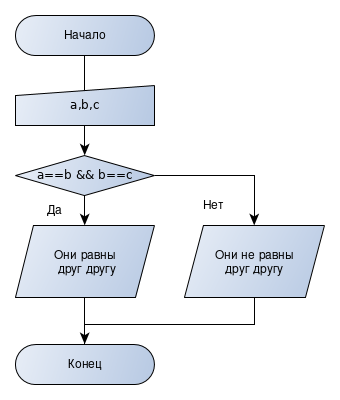 Начало
a,b,c
a==b && b==c
Да
Нет
Они равны
друг другу
Они не равны
друг другу
Конец